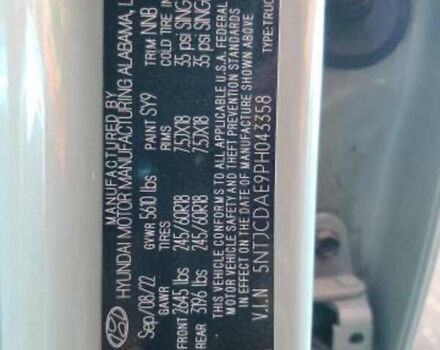 MANUFACTURED BY
HYUNDAI MOTOR MANUFACTURING ALABAMA, L
Sep/08/22 GVWR 5610 lbs PAINT SY9 TRIM NNB
GAWR TIRES RIMS COLD TIRE IN
FRONT 2645 lbs 245/60R18 7.5JX18 35 psi SING
REAR 3196 lbs 245/60R18 7.5JX18 35 psi SING
THIS VEHICLE CONFORMS TO ALL APPLICABLE U.S.A. FEDERAL
MOTOR VEHICLE SAFETY AND THEFT PREVENTION STANDARDS
IN EFFECT ON THE DATE OF MANUFACTURE SHOWN ABOVE
V.I.N 5NTJCDAE9PH043358 TYPE:TRUC